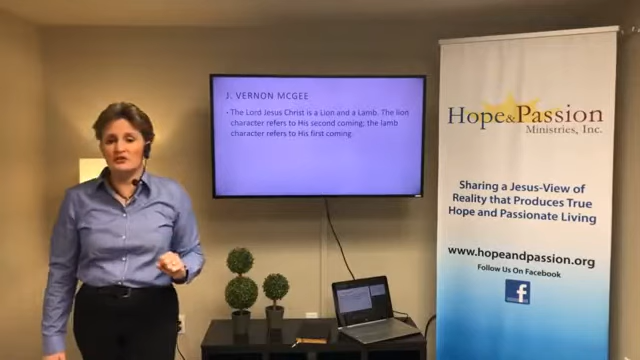 J. VERNON MCGEE
• The Lord Jesus Christ is a Lion and a Lamb. The lion
character refers to His second coming; the lamb
character refers to His first coming.
Hope&Passion
Ministries, Inc.
Sharing a Jesus-View of
Reality that Produces True
Hope and Passionate Living
www.hopeandpassion.org
Follow Us On Facebook
f